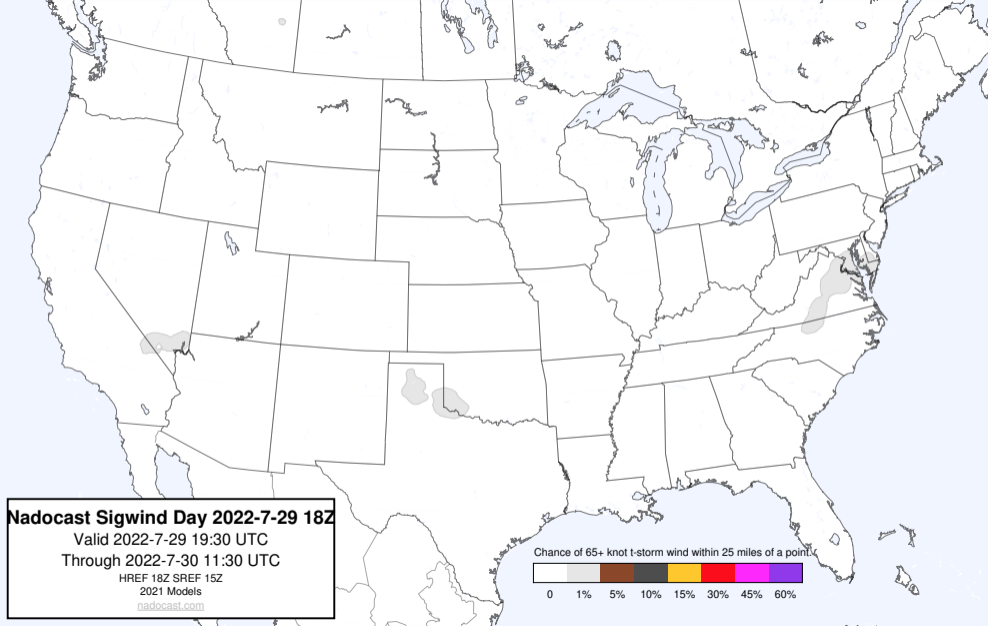 Nadocast Sigwind Day 2022-7-29 18Z
Valid 2022-7-29 19:30 UTC
Through 2022-7-30 11:30 UTC
HREF 18Z SREF 15Z
2021 Models
nadocast.com
Chance of 65+ knot t-storm wind within 25 miles of a point.
0 1% 5% 10% 15% 30% 45% 60%